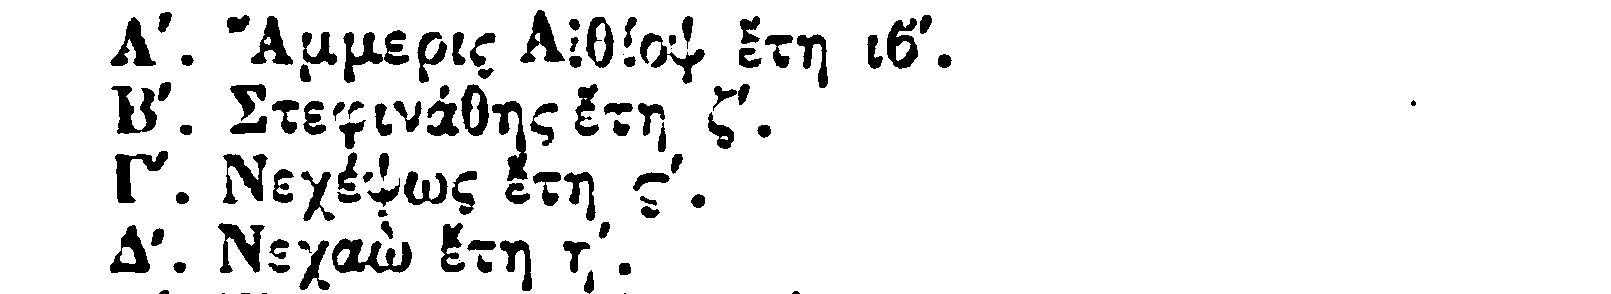 Α′. Ἄμμερις Αἰθίοψ ἔτη ιβ′.
Β′. Στεφινάθης ἔτη ζ′.
Γ′. Νεχέψως ἔτη ϛ′.
Δ′. Νεχαὼ ἔτη η′.